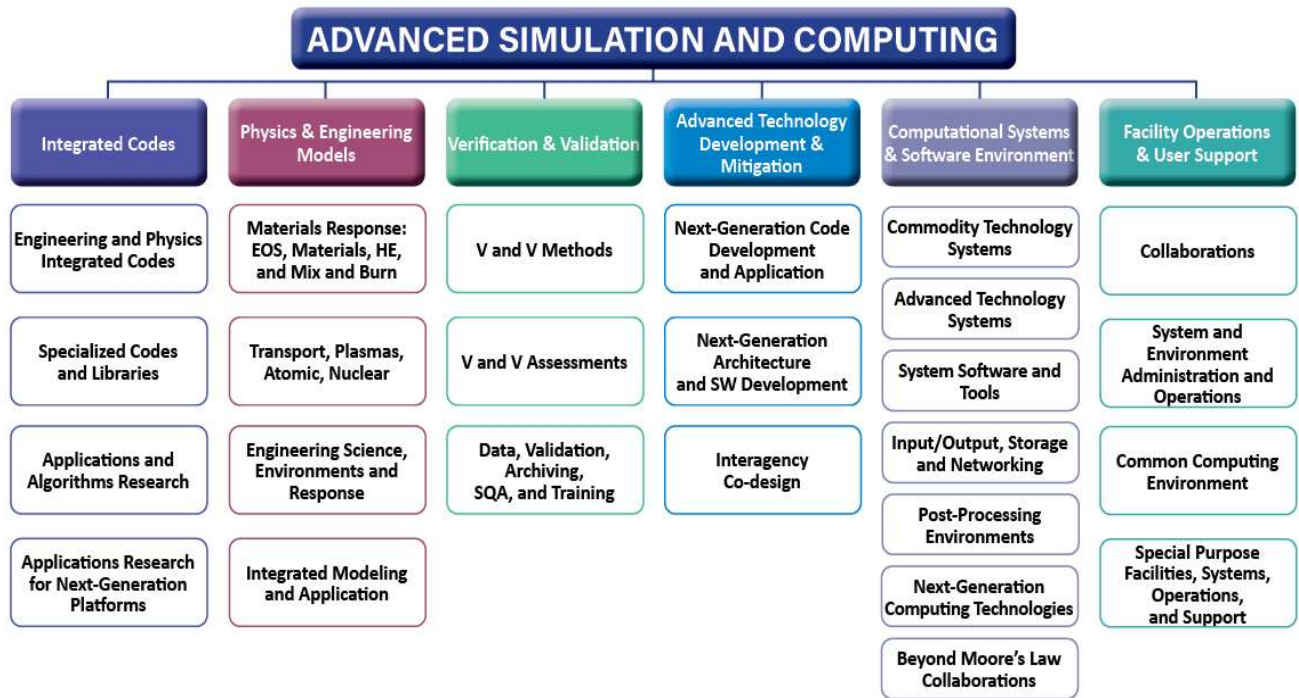 ADVANCED SIMULATION AND COMPUTING
Integrated Codes
Engineering and Physics
Integrated Codes
Specialized Codes
and Libraries
Applications and
Algorithms Research
Applications Research
for Next-Generation
Platforms
Physics & Engineering
Models
Materials Response:
EOS, Materials, HE,
and Mix and Burn
Transport, Plasmas,
Atomic, Nuclear
Engineering Science,
Environments and
Response
Integrated Modeling
and Application
Verification & Validation
V and V Methods
V and V Assessments
Data, Validation,
Archiving,
SQA, and Training
Advanced Technology
Development &
Mitigation
Next-Generation Code
Development
and Application
Next-Generation
Architecture
and SW Development
Interagency
Co-design
Computational Systems
& Software Environment
Commodity Technology
Systems
Advanced Technology
Systems
System Software and
Tools
Input/Output, Storage
and Networking
Post-Processing
Environments
Next-Generation
Computing Technologies
Beyond Moore’s Law
Collaborations
Facility Operations
& User Support
Collaborations
System and
Environment
Administration and
Operations
Common Computing
Environment
Special Purpose
Facilities, Systems,
Operations,
and Support